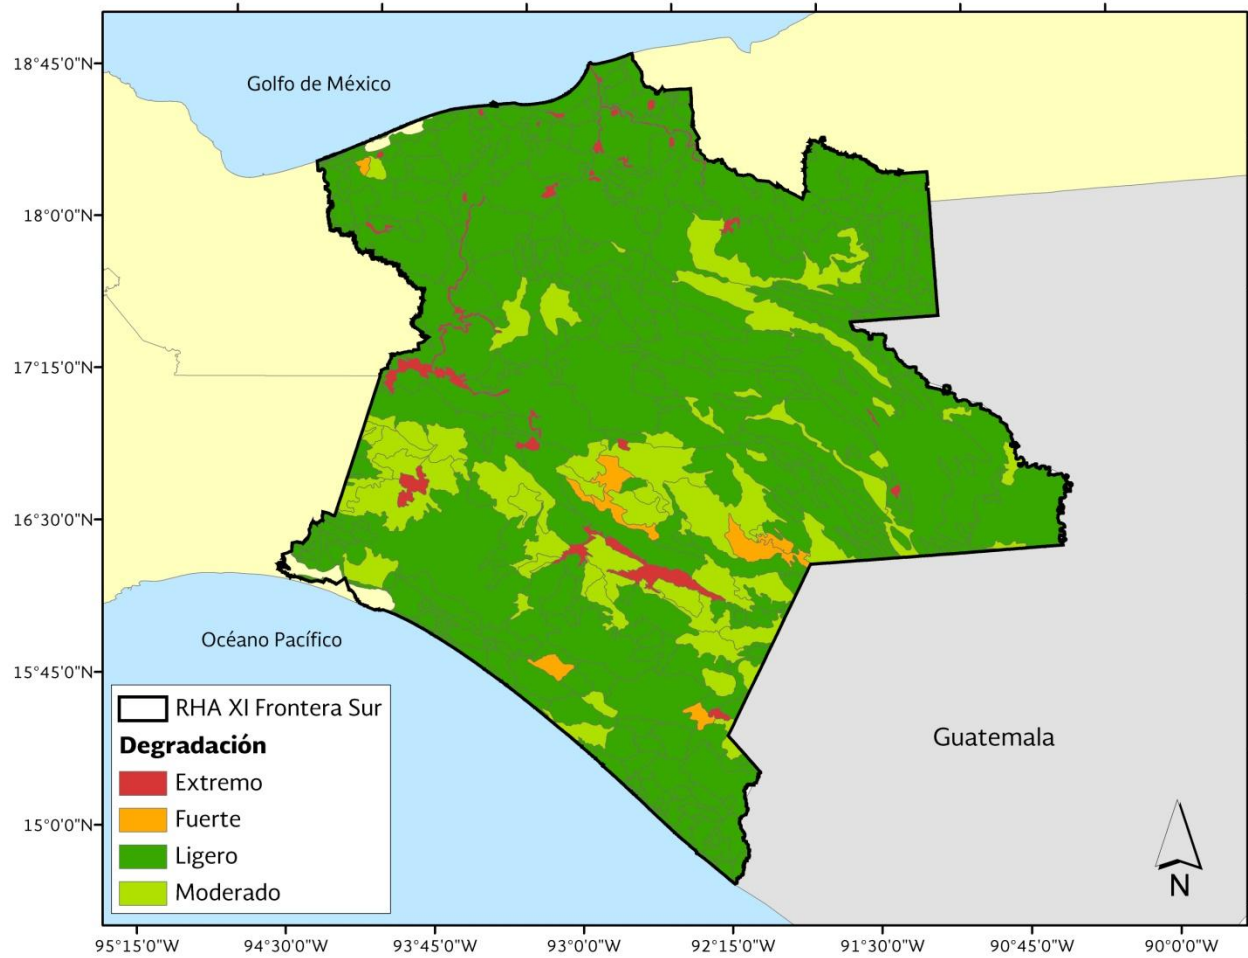 18°45'0"N
Golfo de México
18°0'0"N
17°15'0"N
16°30'0"N
Océano Pacífico
15°45'0"N
RHA XI Frontera Sur
Degradación
Extremo
Fuerte
Ligero
Moderado
Guatemala
15°0'0"N
N
95°15'0"W 94°30'0"W 93°45'0"W 93°0'0"W 92°15'0"W 91°30'0"W 90°45'0"W 90°0'0"W